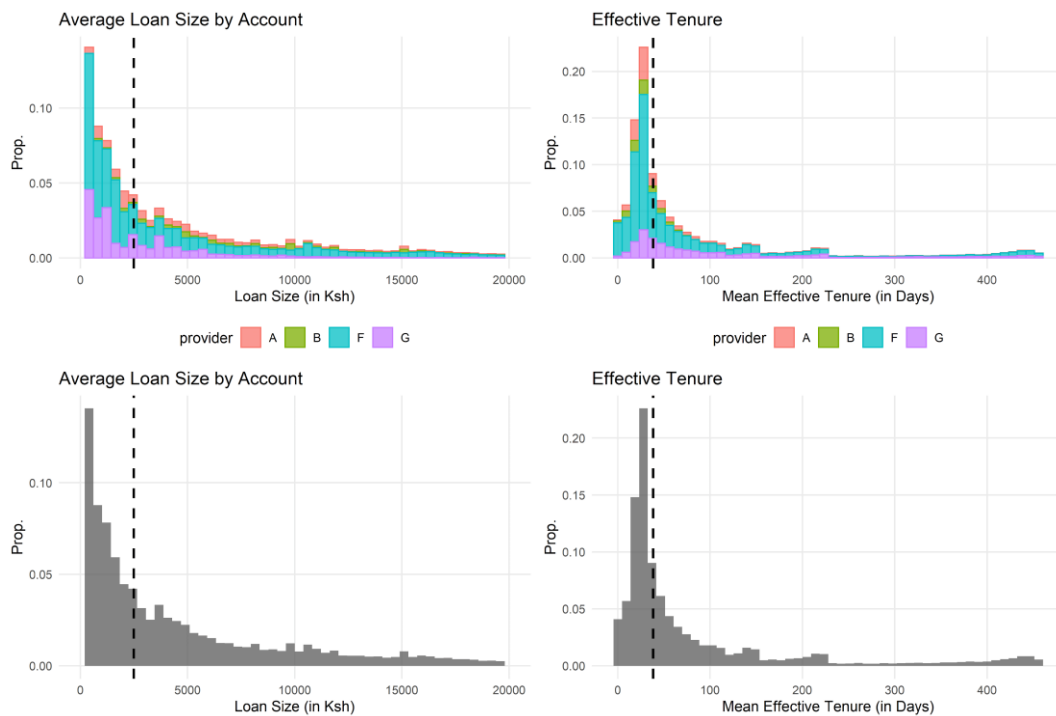 Average Loan Size by Account
Prop.
0.10
0.05
0.00
0 5000 10000 15000 20000
Loan Size (in Ksh)
provider A B F G
Effective Tenure
Prop.
0.20
0.15
0.10
0.05
0.00
0 100 200 300 400
Mean Effective Tenure (in Days)
provider A B F G
Average Loan Size by Account
Prop.
0.10
0.05
0.00
0 5000 10000 15000 20000
Loan Size (in Ksh)
Effective Tenure
Prop.
0.20
0.15
0.10
0.05
0.00
0 100 200 300 400
Mean Effective Tenure (in Days)